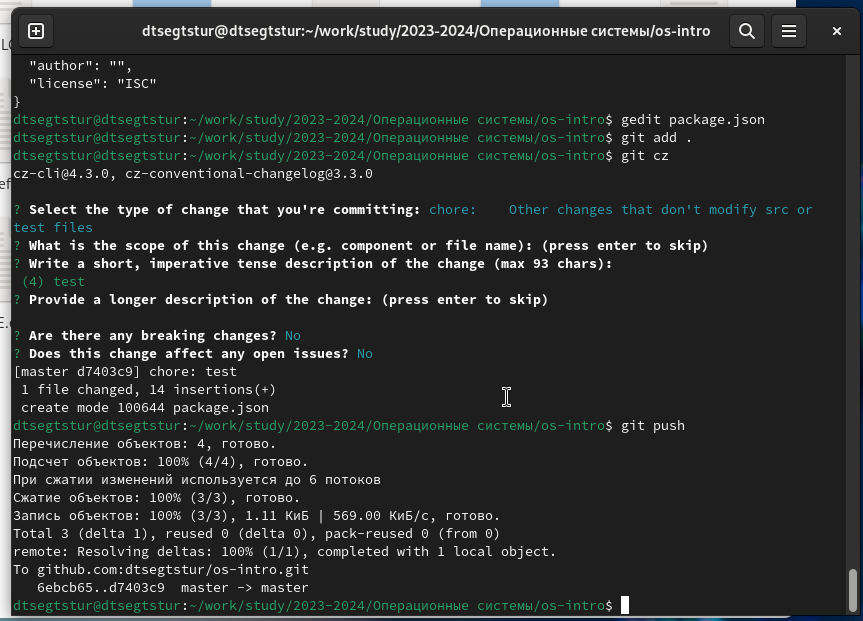 dtsegtstur@dtsegtstur:~/work/study/2023-2024/Операционные системы/os-intro
"author": "",
"license": "ISC"
}
dtsegtstur@dtsegtstur:~/work/study/2023-2024/Операционные системы/os-intro$ gedit package.json
dtsegtstur@dtsegtstur:~/work/study/2023-2024/Операционные системы/os-intro$ git add .
dtsegtstur@dtsegtstur:~/work/study/2023-2024/Операционные системы/os-intro$ git cz
cz-cli@4.3.0, cz-conventional-changelog@3.3.0
? Select the type of change that you're committing: chore:    Other changes that don't modify src or
test files
? What is the scope of this change (e.g. component or file name): (press enter to skip)
? Write a short, imperative tense description of the change (max 93 chars):
(4) test
? Provide a longer description of the change: (press enter to skip)
? Are there any breaking changes? No
? Does this change affect any open issues? No
[master d7403c9] chore: test
1 file changed, 14 insertions(+)
create mode 100644 package.json
dtsegtstur@dtsegtstur:~/work/study/2023-2024/Операционные системы/os-intro$ git push
Перечисление объектов: 4, готово.
Подсчет объектов: 100% (4/4), готово.
При сжатии изменений используется до 6 потоков
Сжатие объектов: 100% (3/3), готово.
Запись объектов: 100% (3/3), 1.11 КиБ | 569.00 КиБ/с, готово.
Total 3 (delta 1), reused 0 (delta 0), pack-reused 0 (from 0)
remote: Resolving deltas: 100% (1/1), completed with 1 local object.
To github.com:dtsegtstur/os-intro.git
6ebcb65..d7403c9  master -> master
dtsegtstur@dtsegtstur:~/work/study/2023-2024/Операционные системы/os-intro$